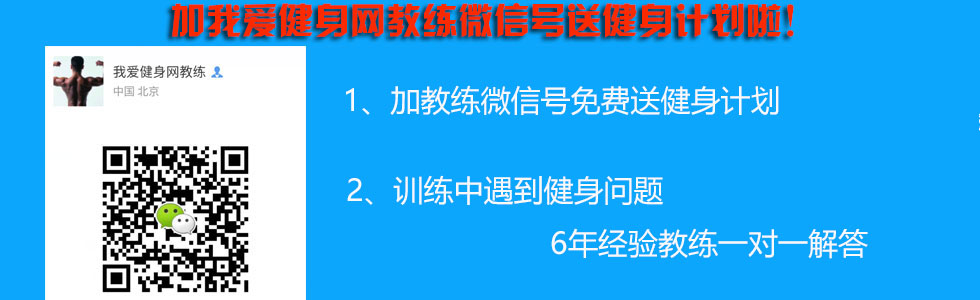 加我爱健身网教练微信号送健身计划啦!
我爱健身网教练
中国 北京
1、加教练微信号免费送健身计划
2、训练中遇到健身问题
6年经验教练一对一解答